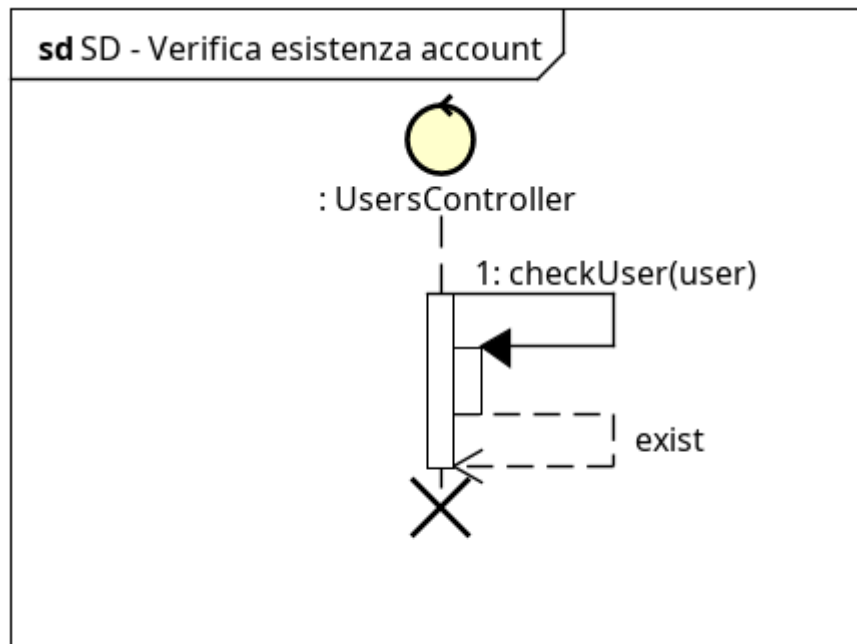 sd SD - Verifica esistenza account
: UsersController
1: checkUser(user)
exist